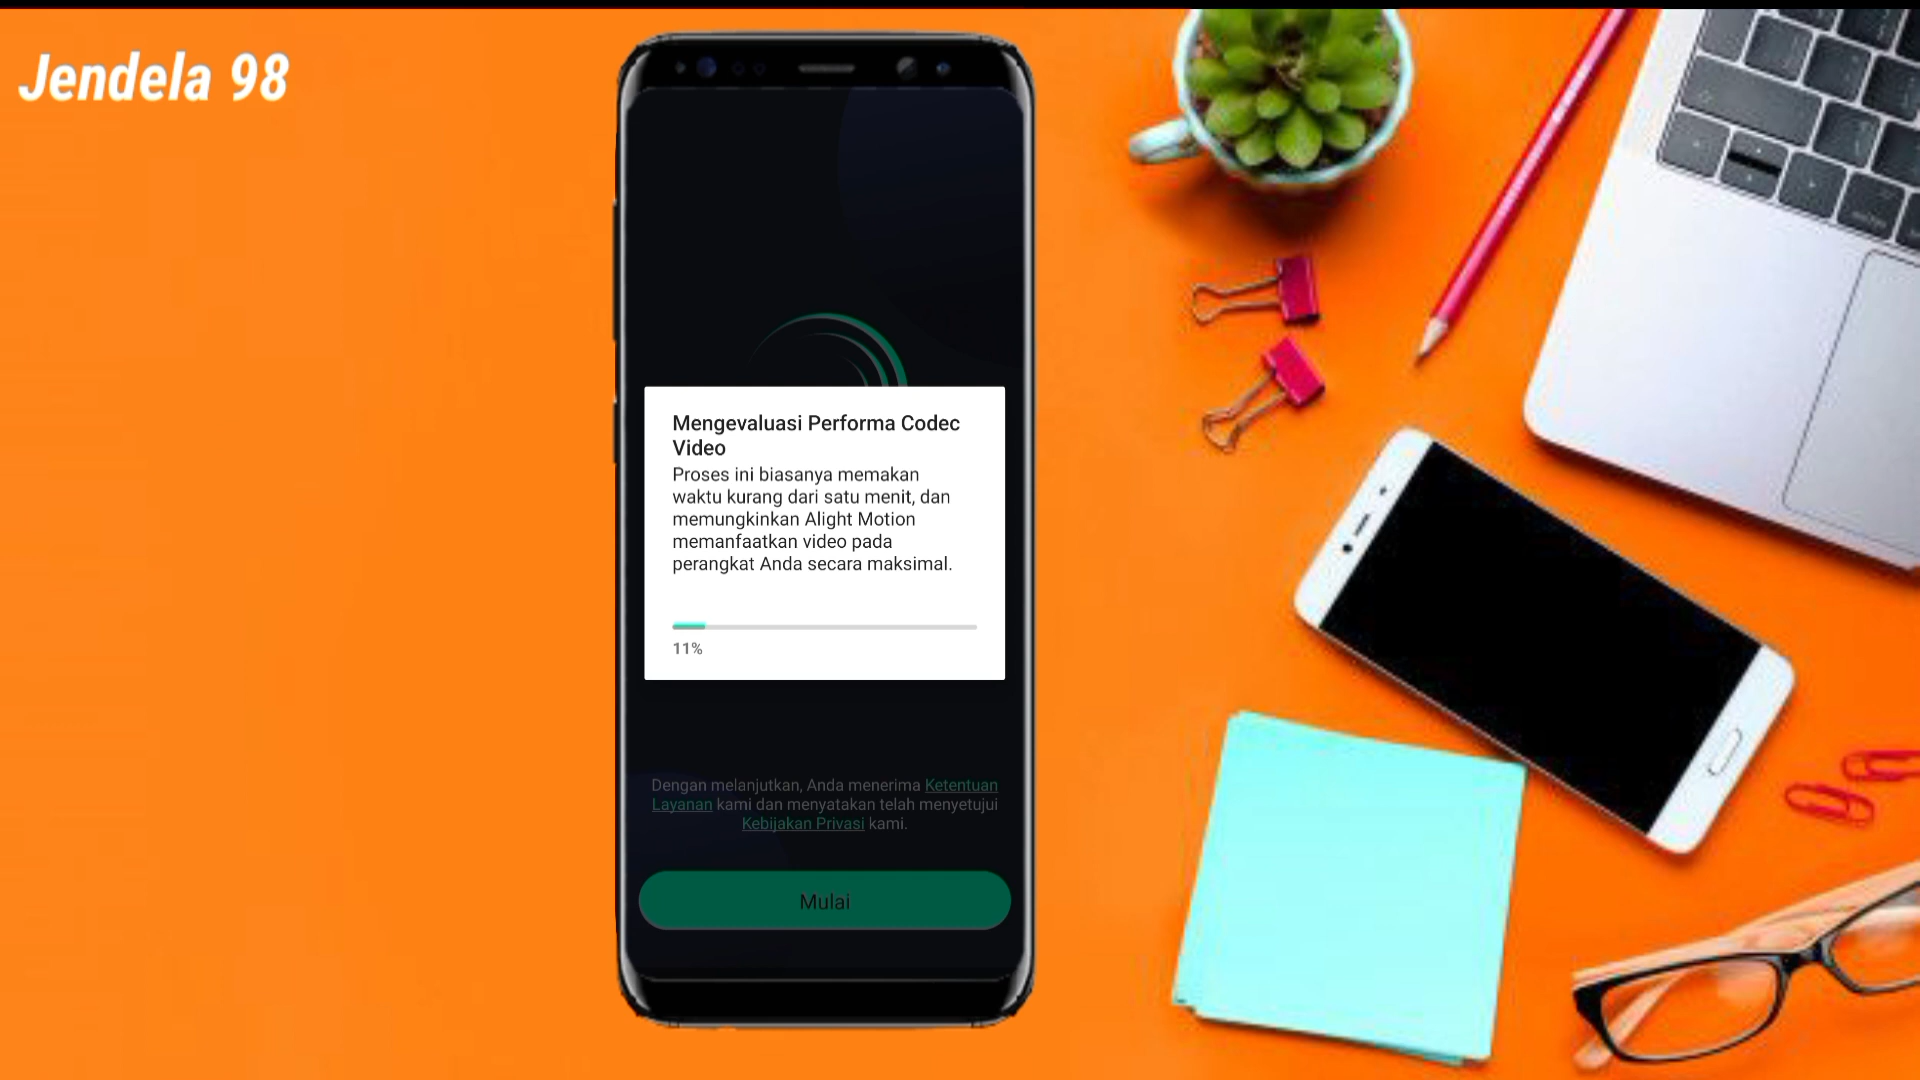 Jendela 98
Mengevaluasi Performa Codec
Video
Proses ini biasanya memakan
waktu kurang dari satu menit, dan
memungkinkan Alight Motion
memanfaatkan video pada
perangkat Anda secara maksimal.
11%
Dengan melanjutkan, Anda menerima Ketentuan
Layanan kami dan menyatakan telah menyetujui
Kebijakan Privasi kami.
Mulai